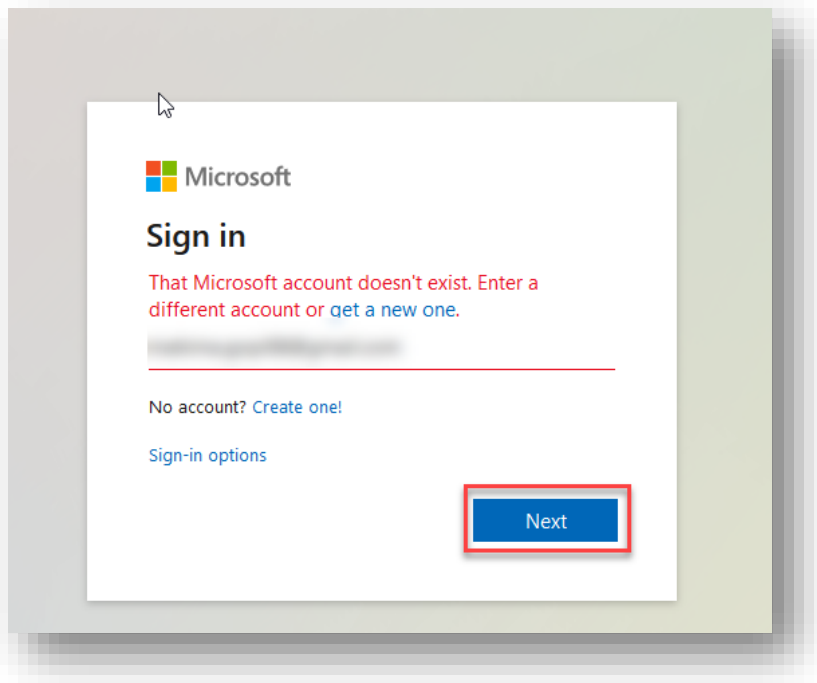 Microsoft
Sign in
That Microsoft account doesn't exist. Enter a
different account or get a new one.
No account? Create one!
Sign-in options
Next